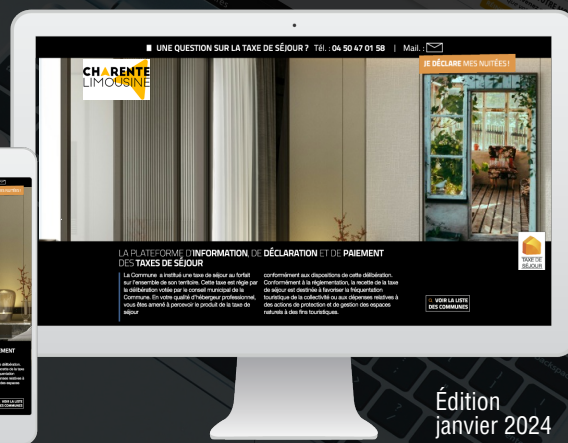 UNE QUESTION SUR LA TAXE DE SÉJOUR ? Tél. : 04 50 47 01 58 | Mail. :
JE DÉCLARE MES NUITÉES !
CHARENTE
LIMOUSINE
LA PLATEFORME D'INFORMATION, DE DÉCLARATION ET DE PAIEMENT
DES TAXES DE SÉJOUR
La Commune a institué une taxe de séjour au forfait
sur l'ensemble de son territoire. Cette taxe est régie par
la délibération votée par le conseil municipal de la
Commune. En votre qualité d'hébergeur professionnel,
vous êtes amené à percevoir le produit de la taxe de
séjour
conformément aux dispositions de cette délibération.
Conformément à la réglementation, la recette de la taxe
de séjour est destinée à favoriser la fréquentation
touristique de la collectivité ou aux dépenses relatives à
des actions de protection et de gestion des espaces
naturels à des fins touristiques.
TAXE DE
SÉJOUR
VOIR LA LISTE
DES COMMUNES
Édition
janvier 2024